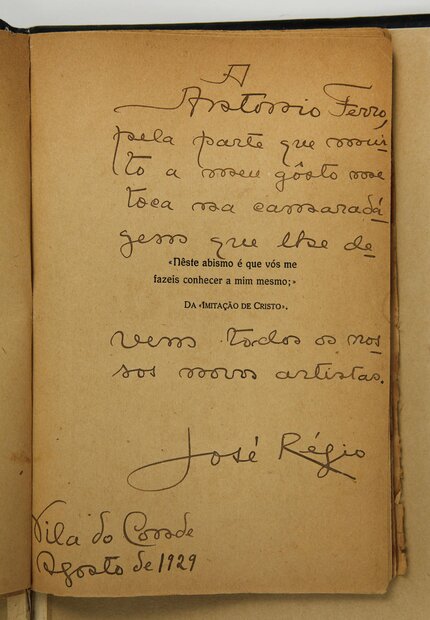 A
Antonio Ferro,
pela parte que mui-
to a meu gôsto me
toca na camarada-
gem que lhe de-
«Nêste abismo é que vós me
fazeis conhecer a mim mesmo;»
DA «IMITAÇÃO DE CRISTO».
vem todos os nos-
sos novos artistas.
José Régio
Vila do Conde
Agosto de 1929